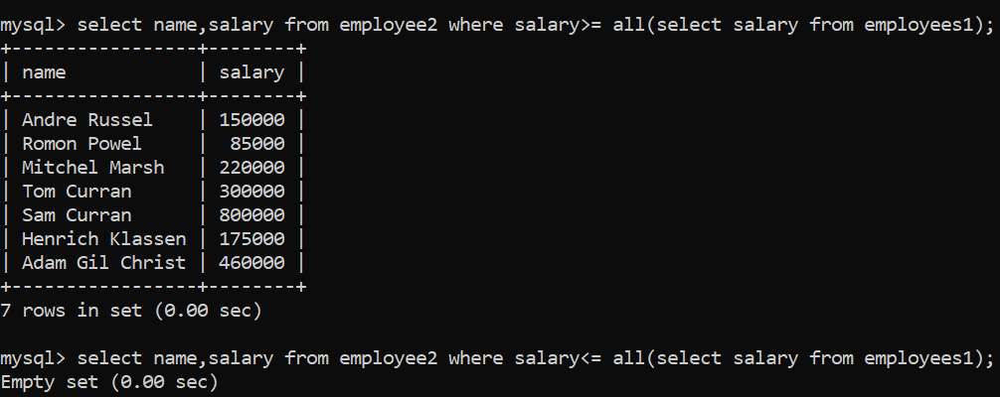 mysql> select name,salary from employee2 where salary>= all(select salary from employees1);
+-----------------+--------+
| name            | salary |
+-----------------+--------+
| Andre Russel    | 150000 |
| Romon Powel     |  85000 |
| Mitchel Marsh   | 220000 |
| Tom Curran      | 300000 |
| Sam Curran      | 800000 |
| Henrich Klassen | 175000 |
| Adam Gil Christ | 460000 |
+-----------------+--------+
7 rows in set (0.00 sec)
mysql> select name,salary from employee2 where salary<= all(select salary from employees1);
Empty set (0.00 sec)